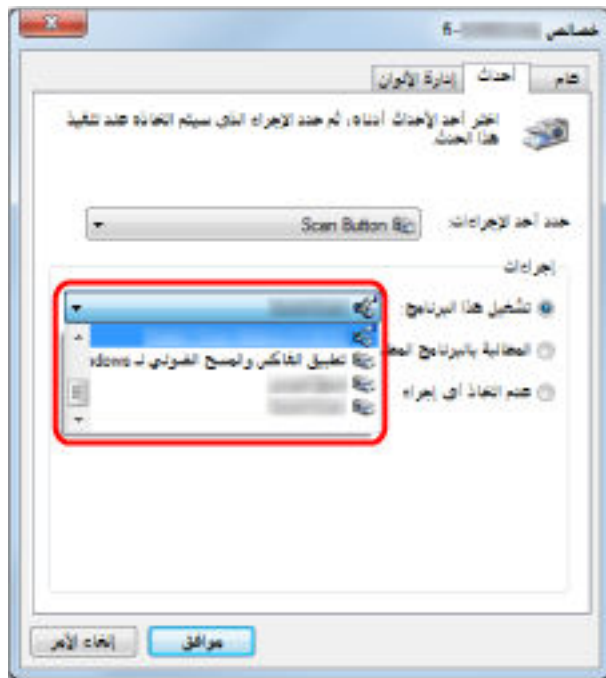 خصائص 6-
عام
أحداث
إدارة الألوان
اختر أحد الأحداث أدناه، ثم حدد الإجراء الذي سيتم اتخاذه عند تنفيذ
هذا الحدث.
حدد أحد الإجراءات:
Scan Button
إجراءات
تشغيل هذا البرنامج:
المطالبة بالبرنامج
تطبيق الفاكس والمسح الضوئي لـ
عدم اتخاذ أي إجراء
موافق
إلغاء الأمر